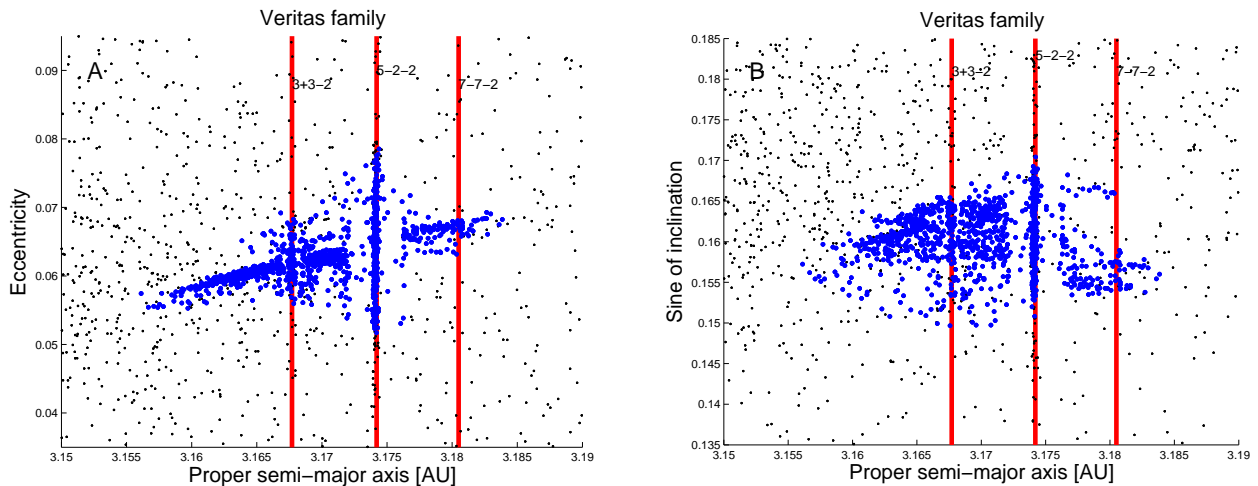 Veritas family
A
3+3−2
5−2−2
7−7−2
0.09
0.08
0.07
0.06
0.05
0.04
Eccentricity
3.15 3.155 3.16 3.165 3.17 3.175 3.18 3.185 3.19
Proper semi−major axis [AU]
Veritas family
B
3+3−2
5−2−2
7−7−2
0.185
0.18
0.175
0.17
0.165
0.16
0.155
0.15
0.145
0.14
0.135
Sine of inclination
3.15 3.155 3.16 3.165 3.17 3.175 3.18 3.185 3.19
Proper semi−major axis [AU]